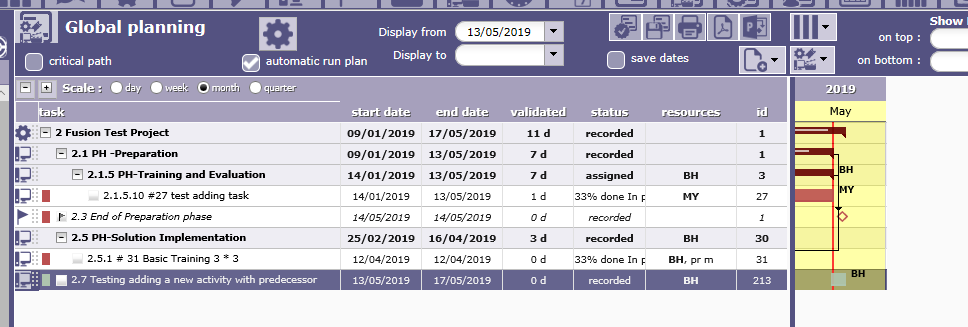 Global planning
Display from 13/05/2019
Display to
critical path
automatic run plan
save dates
Show
on top :
on bottom :
Scale : day week month quarter
2019
May
task start date end date validated status resources id
2 Fusion Test Project 09/01/2019 17/05/2019 11 d recorded 1
2.1 PH -Preparation 09/01/2019 13/05/2019 7 d recorded 1
2.1.5 PH-Training and Evaluation 14/01/2019 13/05/2019 7 d assigned BH 3
BH
2.1.5.10 #27 test adding task 14/01/2019 13/05/2019 1 d 33% done In p MY 27
MY
2.3 End of Preparation phase 14/05/2019 14/05/2019 0 d recorded 1
2.5 PH-Solution Implementation 25/02/2019 16/04/2019 3 d recorded BH 30
2.5.1 # 31 Basic Training 3 * 3 12/04/2019 12/04/2019 0 d 33% done In p BH, pr m 31
2.7 Testing adding a new activity with predecessor 13/05/2019 17/05/2019 0 d recorded BH 213
BH